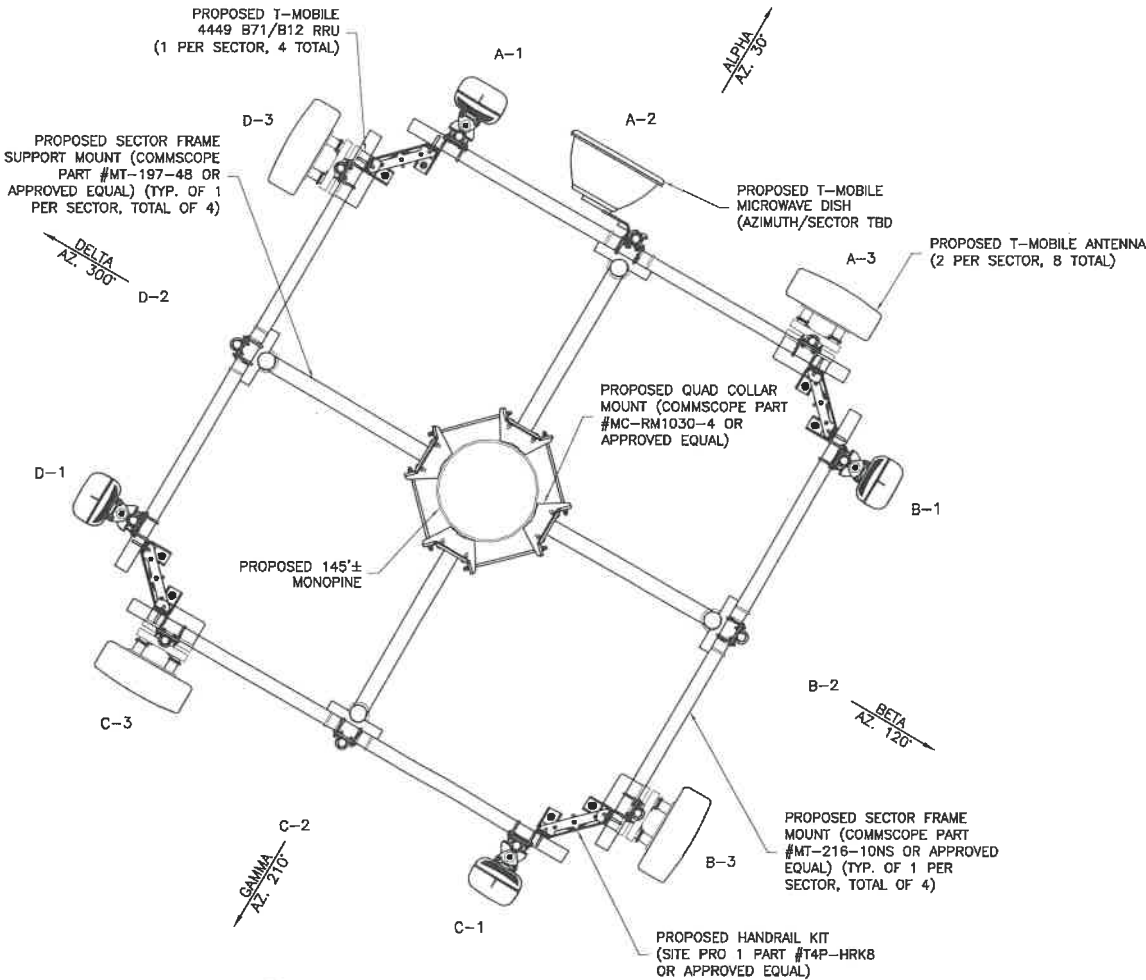 PROPOSED T-MOBILE
4449 B71/B12 RRU
(1 PER SECTOR, 4 TOTAL)
A-1
ALPHA
AZ. 30°
D-3
A-2
PROPOSED SECTOR FRAME
SUPPORT MOUNT (COMMSCOPE
PART #MT-197-48 OR
APPROVED EQUAL) (TYP. OF 1
PER SECTOR, TOTAL OF 4)
PROPOSED T-MOBILE
MICROWAVE DISH
(AZIMUTH/SECTOR TBD
DELTA
AZ. 300°
D-2
A-3
PROPOSED T-MOBILE ANTENNA
(2 PER SECTOR, 8 TOTAL)
PROPOSED QUAD COLLAR
MOUNT (COMMSCOPE PART
#MC-RM1030-4 OR
APPROVED EQUAL)
D-1
B-1
PROPOSED 145'±
MONOPINE
C-3
B-2
BETA
AZ. 120°
C-2
GAMMA
AZ. 210°
B-3
PROPOSED SECTOR FRAME
MOUNT (COMMSCOPE PART
#MT-216-10NS OR APPROVED
EQUAL) (TYP. OF 1 PER
SECTOR, TOTAL OF 4)
C-1
PROPOSED HANDRAIL KIT
(SITE PRO 1 PART #T4P-HRK8
OR APPROVED EQUAL)